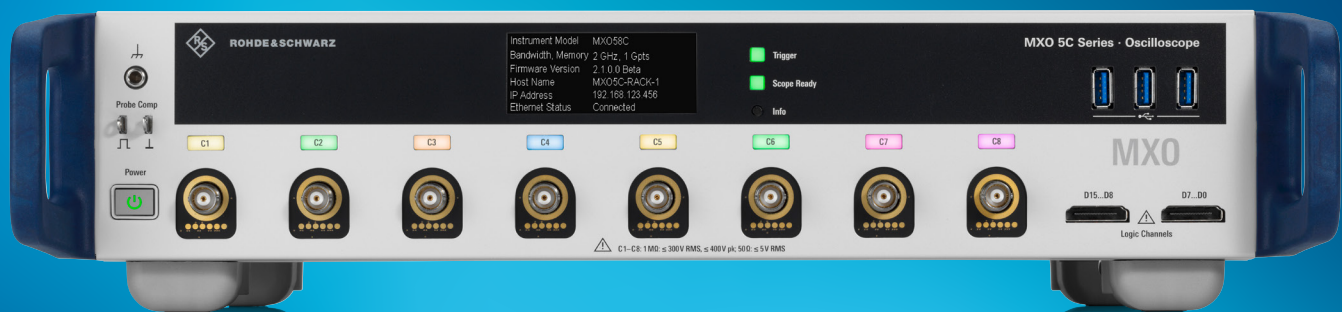 R&S
ROHDE&SCHWARZ
Instrument Model MXO58C
Bandwidth, Memory 2 GHz, 1 Gpts
Firmware Version 2.1.0.0 Beta
Host Name MXO5C-RACK-1
IP Address 192.168.123.456
Ethernet Status Connected
Trigger
Scope Ready
Info
MXO 5C Series · Oscilloscope
Probe Comp
Power
C1
C2
C3
C4
C5
C6
C7
C8
MXO
D15...D8
D7...D0
Logic Channels
C1–C8: 1 MΩ: ≤ 300 V RMS, ≤ 400 V pk; 50 Ω: ≤ 5 V RMS